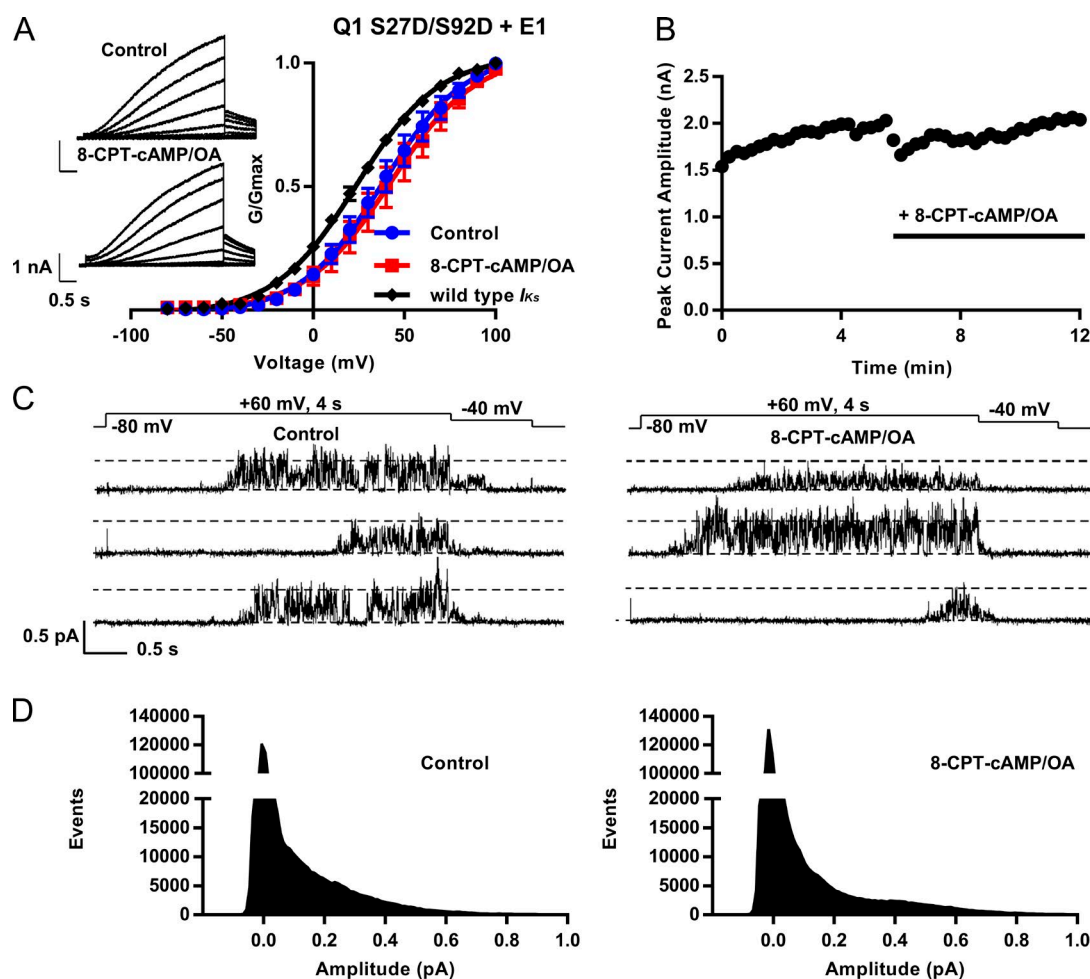 A
Q1 S27D/S92D + E1
Control
8-CPT-cAMP/OA
1 nA
0.5 s
G/Gmax
1.0
0.5
Control
8-CPT-cAMP/OA
wild type IKs
-100
-50
0
50
100
Voltage (mV)
B
Peak Current Amplitude (nA)
2.5
2.0
1.5
1.0
0.5
0.0
+ 8-CPT-cAMP/OA
0
4
8
12
Time (min)
C
+60 mV, 4 s
-40 mV
-80 mV
Control
0.5 pA
0.5 s
+60 mV, 4 s
-40 mV
-80 mV
8-CPT-cAMP/OA
D
Events
140000
120000
100000
20000
15000
10000
5000
0
Control
0.0
0.2
0.4
0.6
0.8
1.0
Amplitude (pA)
Events
140000
120000
100000
20000
15000
10000
5000
0
8-CPT-cAMP/OA
0.0
0.2
0.4
0.6
0.8
1.0
Amplitude (pA)